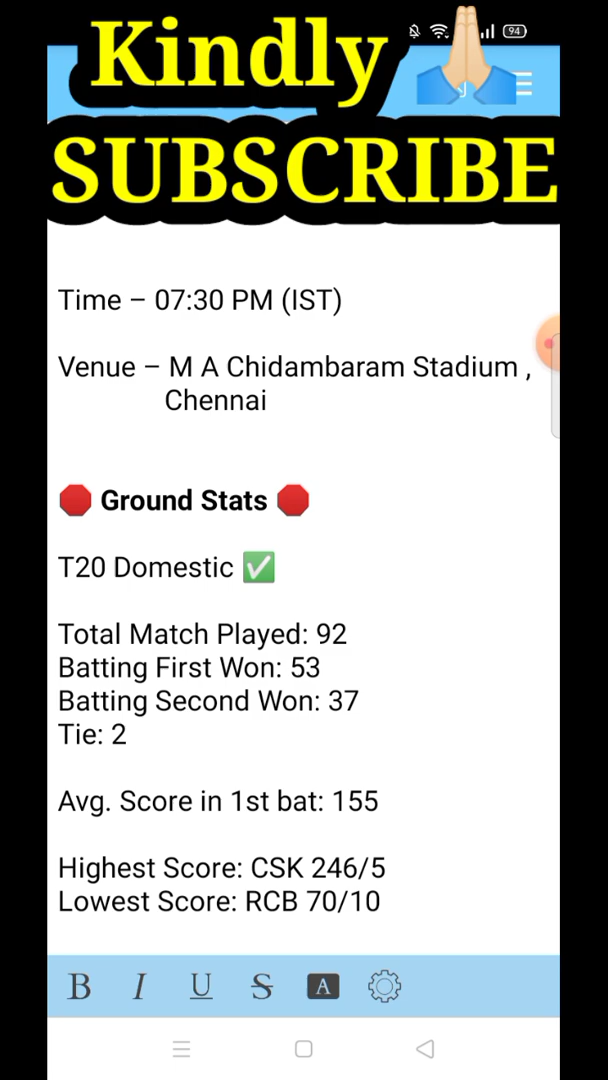 Kindly 🙏🏻
94
SUBSCRIBE
Time – 07:30 PM (IST)
Venue – M A Chidambaram Stadium ,
Chennai
🛑 Ground Stats 🛑
T20 Domestic ✅
Total Match Played: 92
Batting First Won: 53
Batting Second Won: 37
Tie: 2
Avg. Score in 1st bat: 155
Highest Score: CSK 246/5
Lowest Score: RCB 70/10
B I U S A